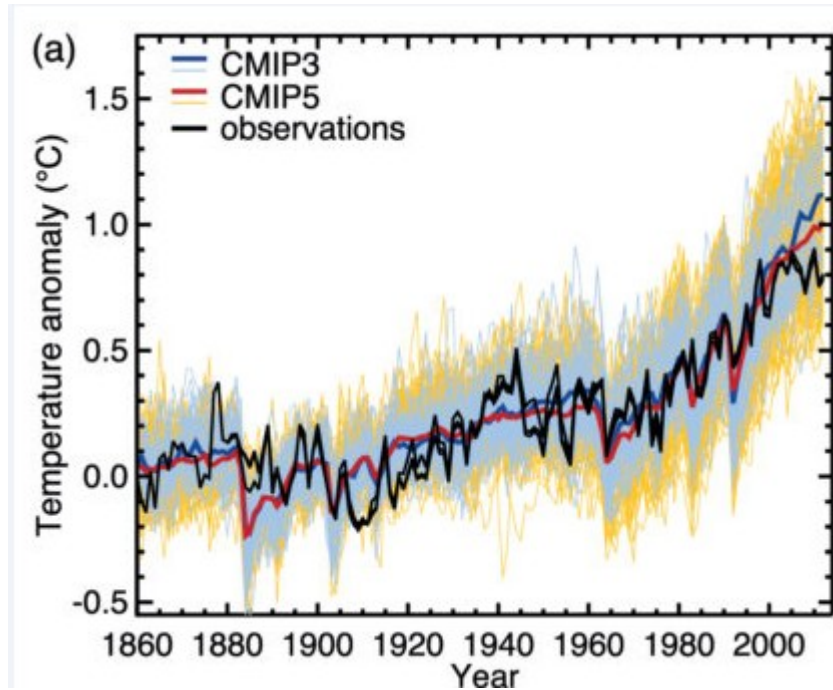 (a)
CMIP3
CMIP5
observations
Temperature anomaly (°C)
1.5
1.0
0.5
0.0
-0.5
1860 1880 1900 1920 1940 1960 1980 2000
Year